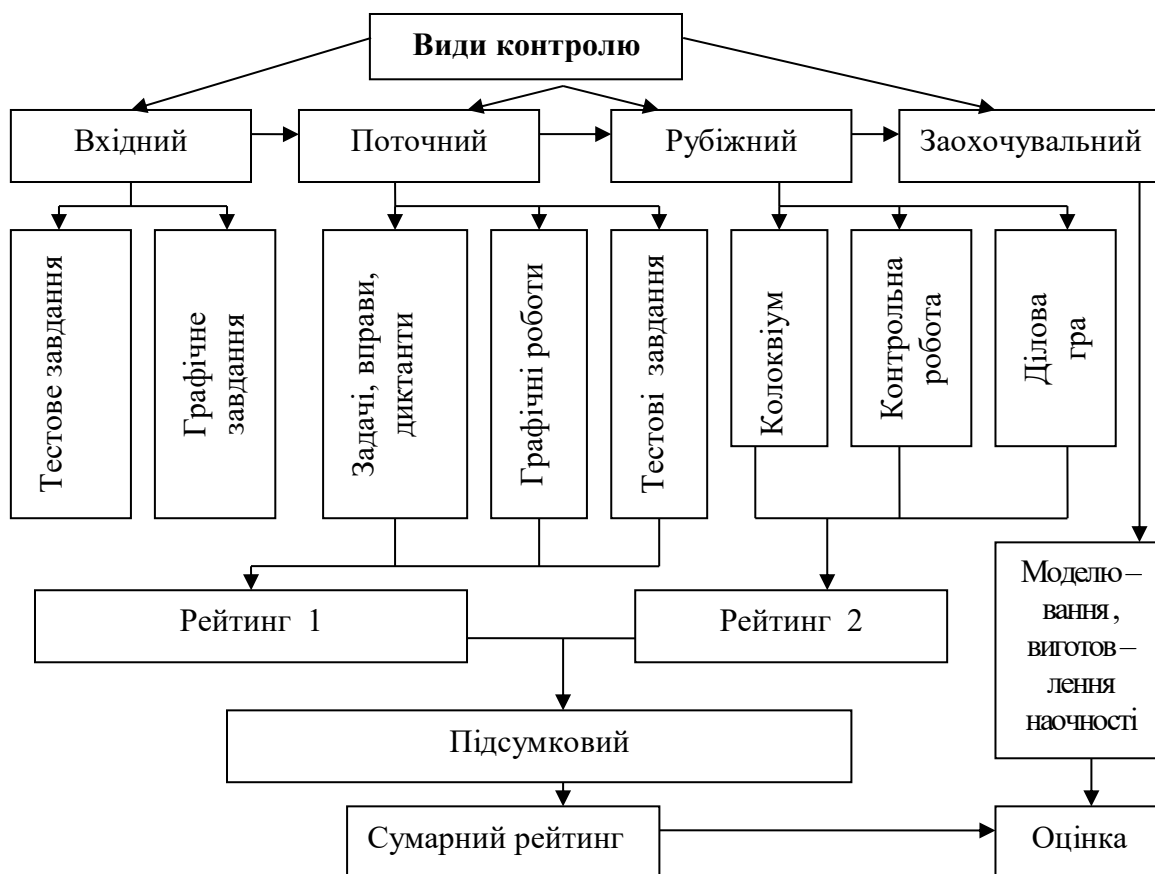 Види контролю
Вхідний
Поточний
Рубіжний
Заохочувальний
Тестове завдання
Графічне
завдання
Задачі, вправи,
диктанти
Графічні роботи
Тестові завдання
Колоквіум
Контрольна
робота
Ділова
гра
Моделю–
вання,
виготов–
лення
наочності
Рейтинг 1
Рейтинг 2
Підсумковий
Сумарний рейтинг
Оцінка